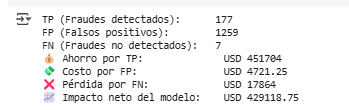 TP (Fraudes detectados): 177
FP (Falsos positivos): 1259
FN (Fraudes no detectados): 7
💰 Ahorro por TP: USD 451704
💸 Costo por FP: USD 4721.25
❌ Pérdida por FN: USD 17864
📈 Impacto neto del modelo: USD 429118.75